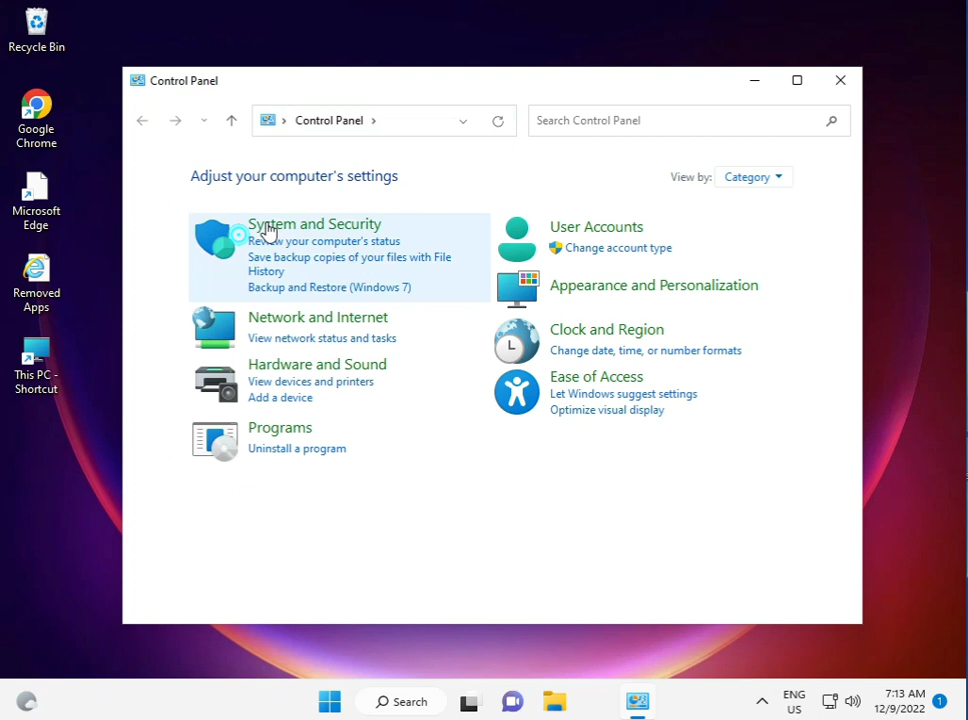 Recycle Bin
Google
Chrome
Microsoft
Edge
Removed
Apps
This PC -
Shortcut
Control Panel
Control Panel
Search Control Panel
Adjust your computer's settings
View by: Category
System and Security
Review your computer's status
Save backup copies of your files with File
History
Backup and Restore (Windows 7)
Network and Internet
View network status and tasks
Hardware and Sound
View devices and printers
Add a device
Programs
Uninstall a program
User Accounts
Change account type
Appearance and Personalization
Clock and Region
Change date, time, or number formats
Ease of Access
Let Windows suggest settings
Optimize visual display
Search
ENG
US
7:13 AM
12/9/2022
1